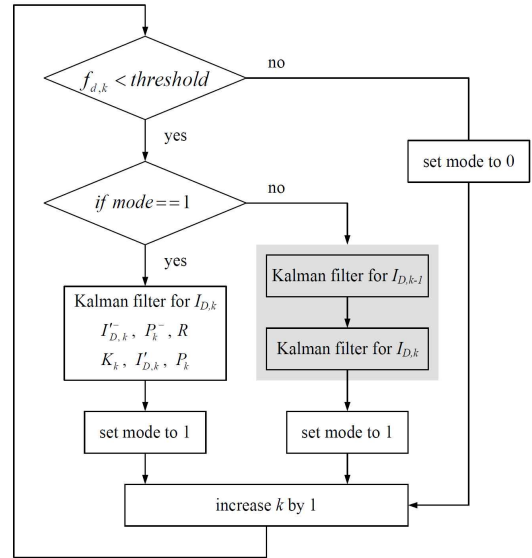 no
f_{d,k} < threshold
yes
set mode to 0
no
if mode==1
yes
Kalman filter for I_{D,k-1}
Kalman filter for I_{D,k}
I'^-_{D,k} , P^-_k , R
K_k , I'_{D,k} , P_k
Kalman filter for I_{D,k}
set mode to 1
set mode to 1
increase k by 1